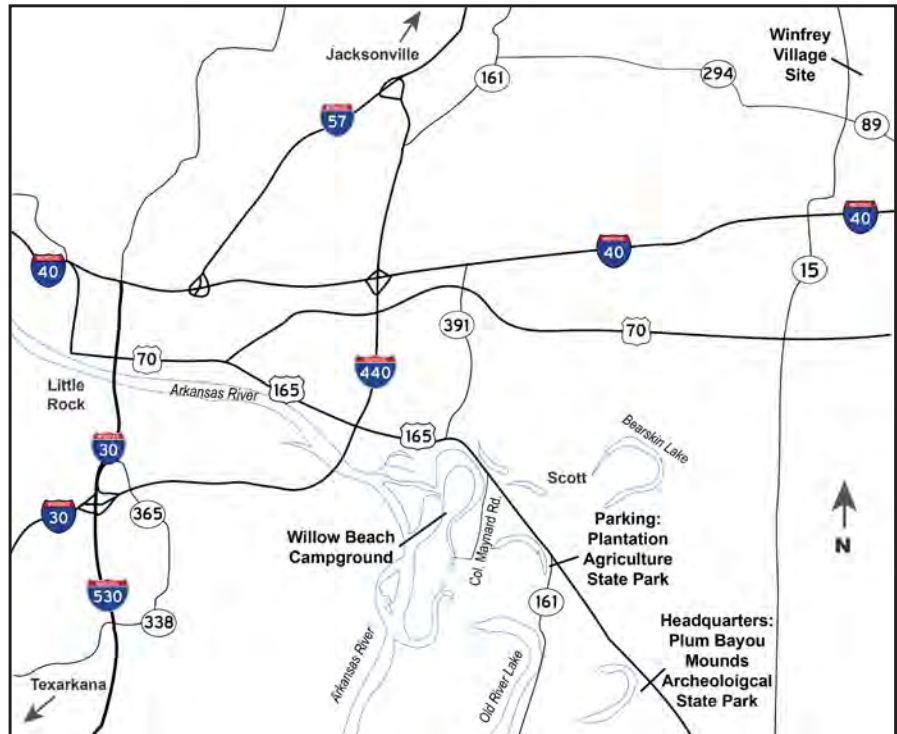 Jacksonville
Winfrey
Village
Site
161
294
57
89
40
40
40
15
391
70
70
440
Little
Rock
Arkansas River
165
165
Bearskin Lake
30
Scott
30
365
Willow Beach
Campground
Col. Maynard Rd.
Parking:
Plantation
Agriculture
State Park
N
530
161
338
Headquarters:
Plum Bayou
Mounds
Archeoloigcal
State Park
Arkansas River
Old River Lake
Texarkana